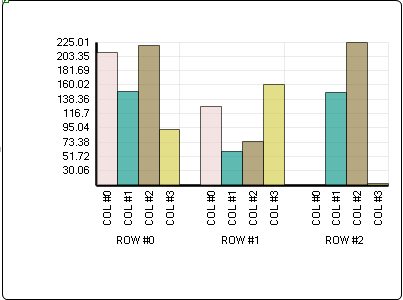 225.01
203.35
181.69
160.02
138.36
116.7
95.04
73.38
51.72
30.06
COL #0
COL #1
COL #2
COL #3
COL #0
COL #1
COL #2
COL #3
COL #0
COL #1
COL #2
COL #3
ROW #0 ROW #1 ROW #2